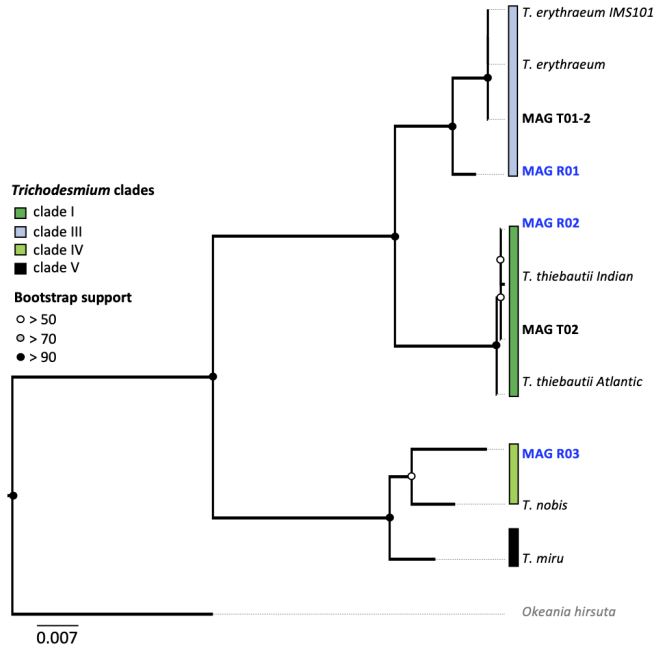 T. erythraeum IMS101
T. erythraeum
MAG T01-2
MAG R01
Trichodesmium clades
clade I
clade III
clade IV
clade V
Bootstrap support
> 50
> 70
> 90
MAG R02
T. thiebautii Indian
MAG T02
T. thiebautii Atlantic
MAG R03
T. nobis
T. miru
Okeania hirsuta
0.007